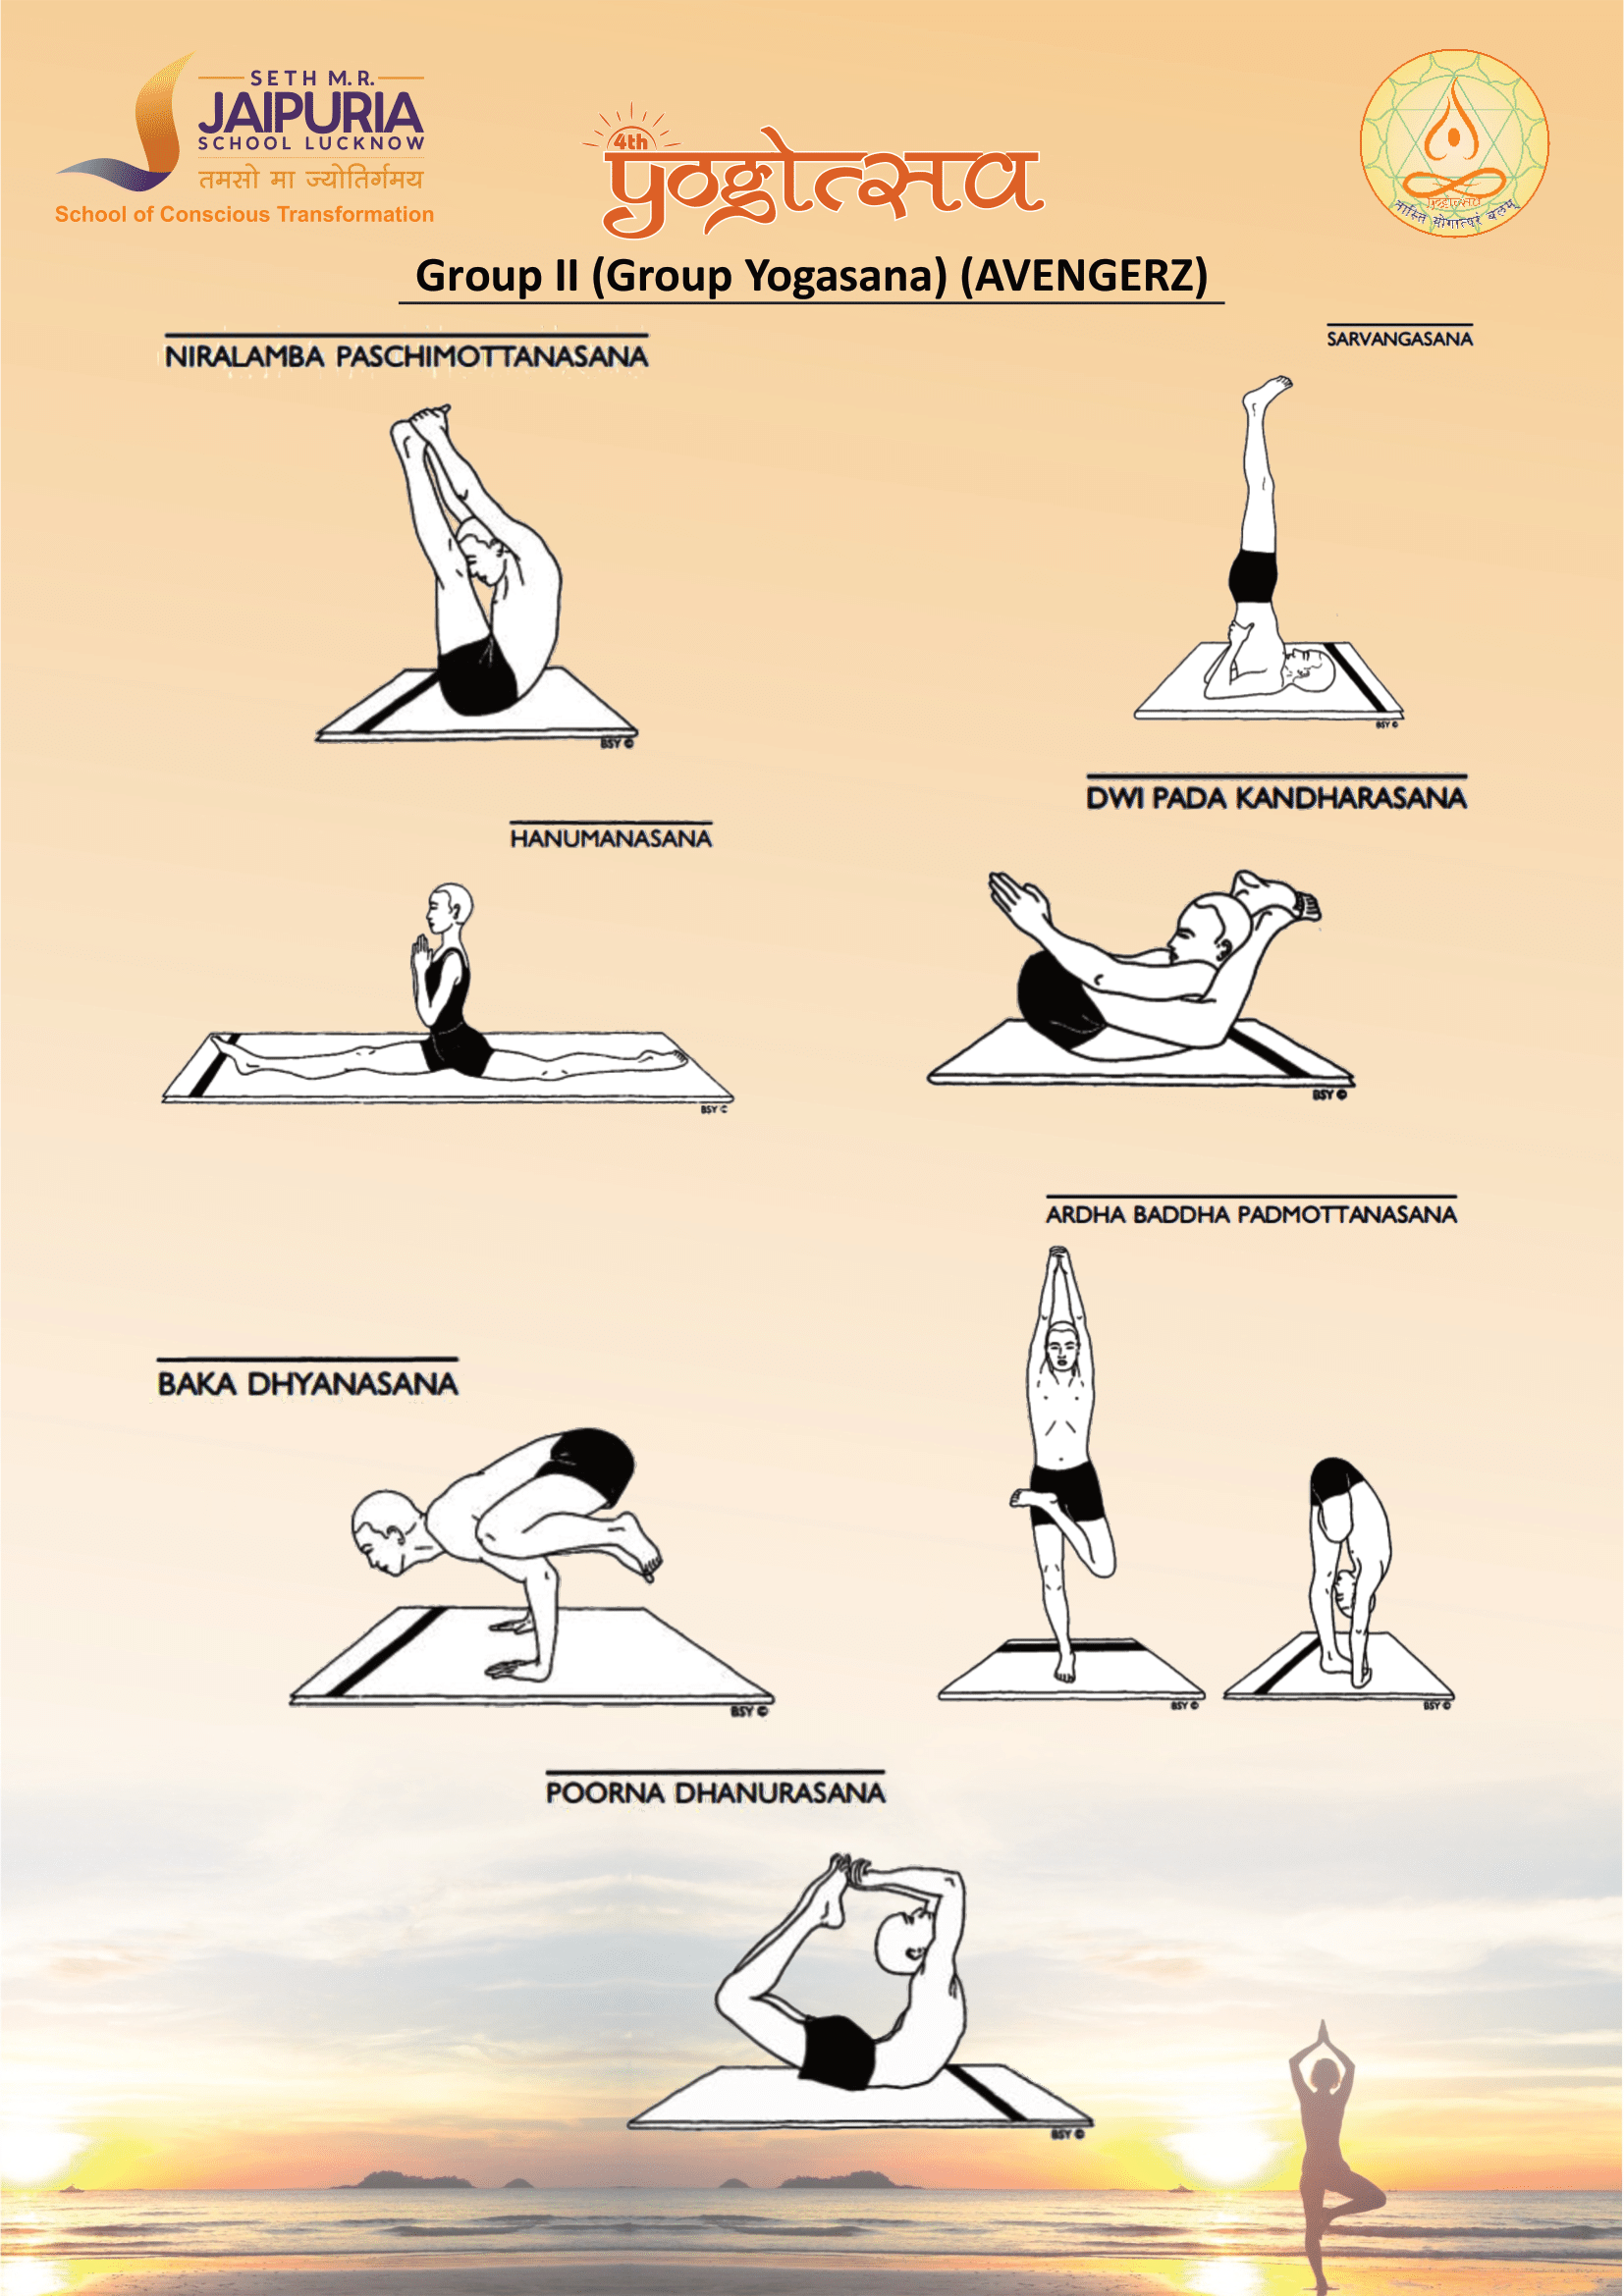 SETH M.R.
JAIPURIA
SCHOOL LUCKNOW
तमसो मा ज्योतिर्गमय
School of Conscious Transformation
4th
yogोत्सव
yogोत्सव
नास्ति योगात्परं बलम्
Group II (Group Yogasana) (AVENGERZ)
NIRALAMBA PASCHIMOTTANASANA
BSY ©
SARVANGASANA
BSY ©
HANUMANASANA
BSY ©
DWI PADA KANDHARASANA
BSY ©
BAKA DHYANASANA
BSY ©
ARDHA BADDHA PADMOTTANASANA
BSY ©
BSY ©
POORNA DHANURASANA
BSY ©